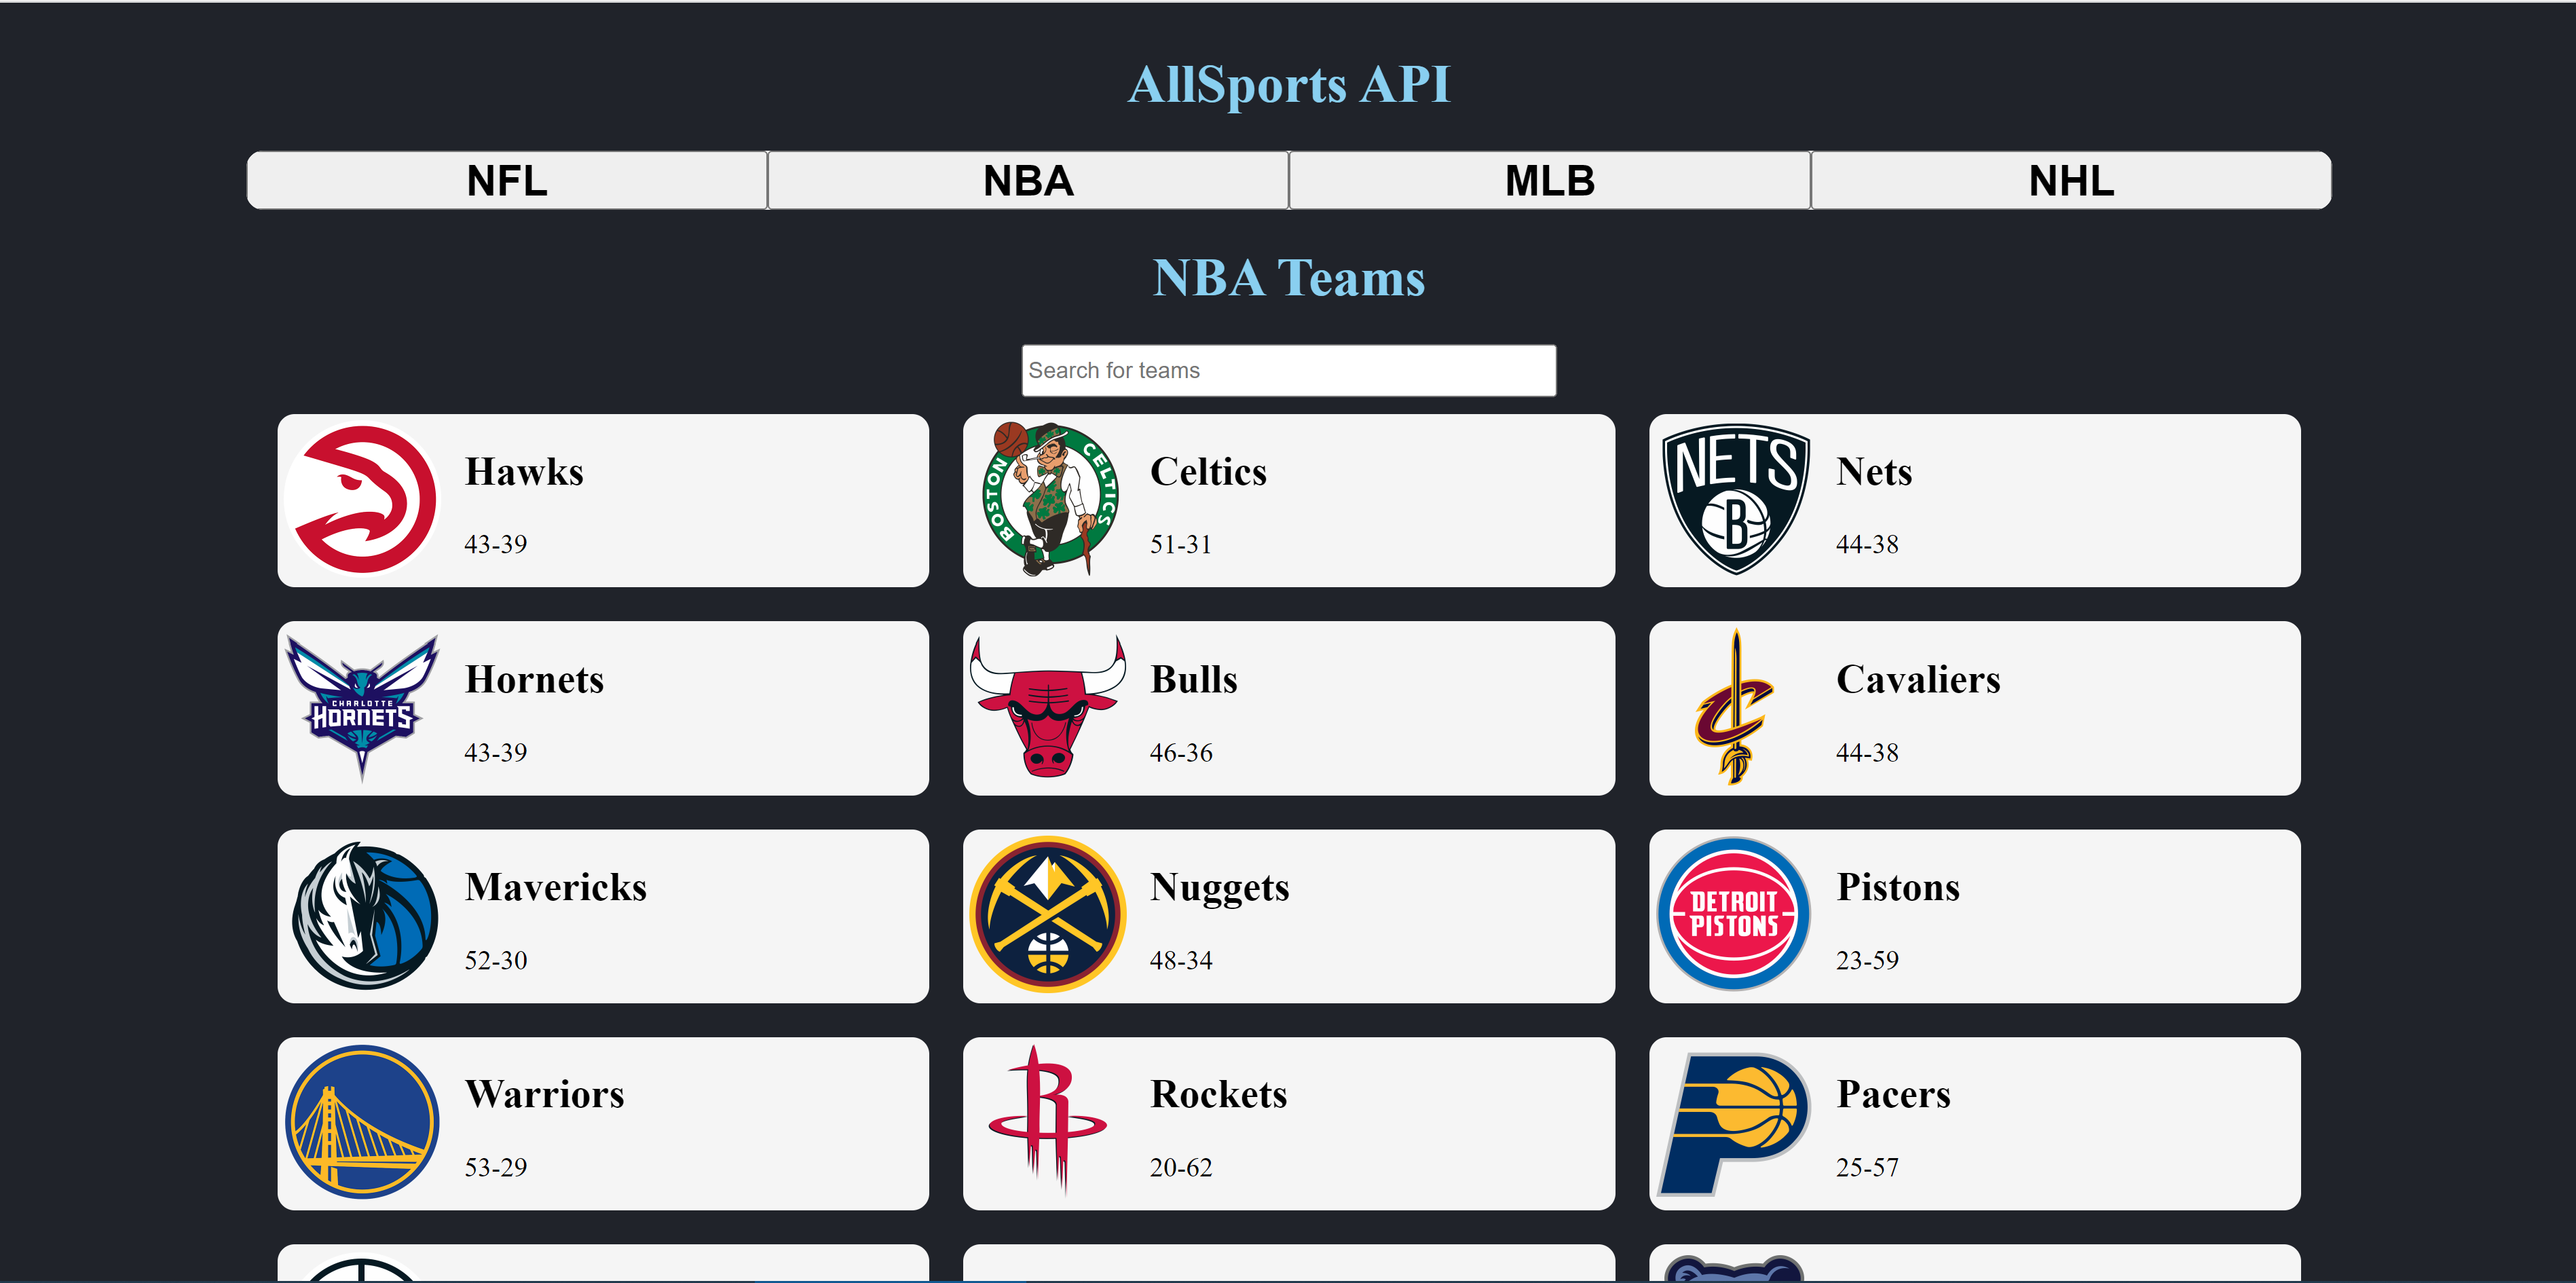 AllSports API
NFL NBA MLB NHL
NBA Teams
Search for teams
Hawks
43-39
BOSTON CELTICS
Celtics
51-31
NETS
B
Nets
44-38
CHARLOTTE
HORNETS
Hornets
43-39
Bulls
46-36
C
Cavaliers
44-38
Mavericks
52-30
Nuggets
48-34
DETROIT
PISTONS
Pistons
23-59
Warriors
53-29
R
Rockets
20-62
P
Pacers
25-57